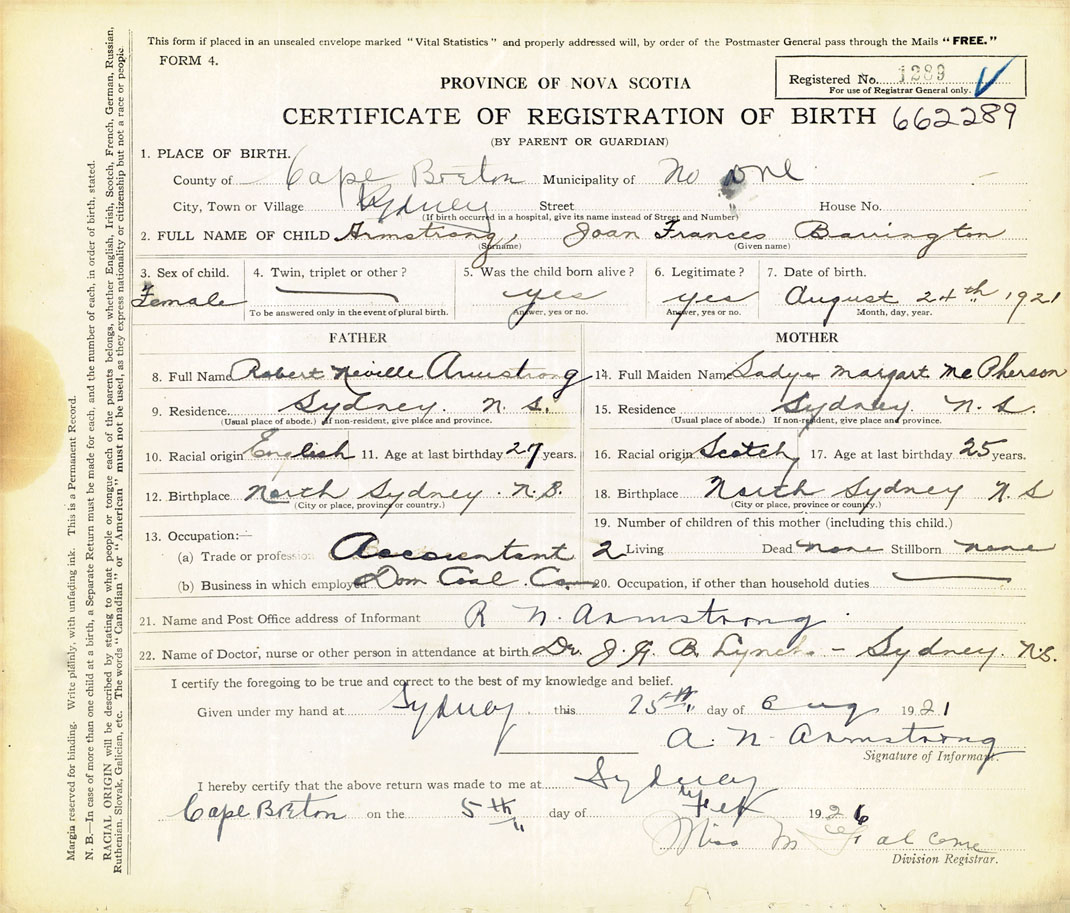 This form if placed in an unsealed envelope marked "Vital Statistics" and properly addressed will, by order of the Postmaster General pass through the Mails "FREE."
FORM 4.
Registered No. 1289
For use of Registrar General only.
PROVINCE OF NOVA SCOTIA
CERTIFICATE OF REGISTRATION OF BIRTH 662289
(BY PARENT OR GUARDIAN)
1. PLACE OF BIRTH.
County of Cape Breton Municipality of No one
City, Town or Village Sydney Street House No.
(If birth occurred in a hospital, give its name instead of Street and Number)
2. FULL NAME OF CHILD Armstrong, Joan Frances Barrington
(Surname) (Given name)
3. Sex of child. 4. Twin, triplet or other? 5. Was the child born alive? 6. Legitimate? 7. Date of birth.
Female yes yes August 24th 1921
To be answered only in the event of plural birth. Answer, yes or no. Answer, yes or no. Month, day, year.
FATHER MOTHER
8. Full Name Robert Neville Armstrong 14. Full Maiden Name Sadye Margart McPherson
9. Residence Sydney. N. S. 15. Residence Sydney. N. S.
(Usual place of abode.) If non-resident, give place and province. (Usual place of abode.) If non-resident, give place and province.
10. Racial origin English 11. Age at last birthday 27 years. 16. Racial origin Scotch 17. Age at last birthday 25 years.
12. Birthplace North Sydney. N.B. 18. Birthplace North Sydney N S
(City or place, province or country.) (City or place, province or country.)
19. Number of children of this mother (including this child.)
13. Occupation:—
(a) Trade or profession Accountant 2 Living Dead none Stillborn none
(b) Business in which employed Dom Coal. Co. 20. Occupation, if other than household duties
21. Name and Post Office address of Informant R N. Armstrong
22. Name of Doctor, nurse or other person in attendance at birth Dr. J. G. B. Lynch - Sydney. N.S.
I certify the foregoing to be true and correct to the best of my knowledge and belief.
Given under my hand at Sydney this 25th day of Aug 1921
A. N. Armstrong
Signature of Informant.
I hereby certify that the above return was made to me at Sydney
Cape Breton on the 5th day of Feb 1926
Miss M
Division Registrar.
Margin reserved for binding. Write plainly, with unfading ink. This is a Permanent Record.
N. B.—In case of more than one child at a birth, a Separate Return must be made for each, and the number of each, in order of birth, stated.
RACIAL ORIGIN will be described by stating to what people or tongue each of the parents belongs, whether English, Irish, Scotch, French, German, Russian,
Ruthenian, Slovak, Galician, etc. The words "Canadian" or "American" must not be used, as they express nationality or citizenship but not a race or people